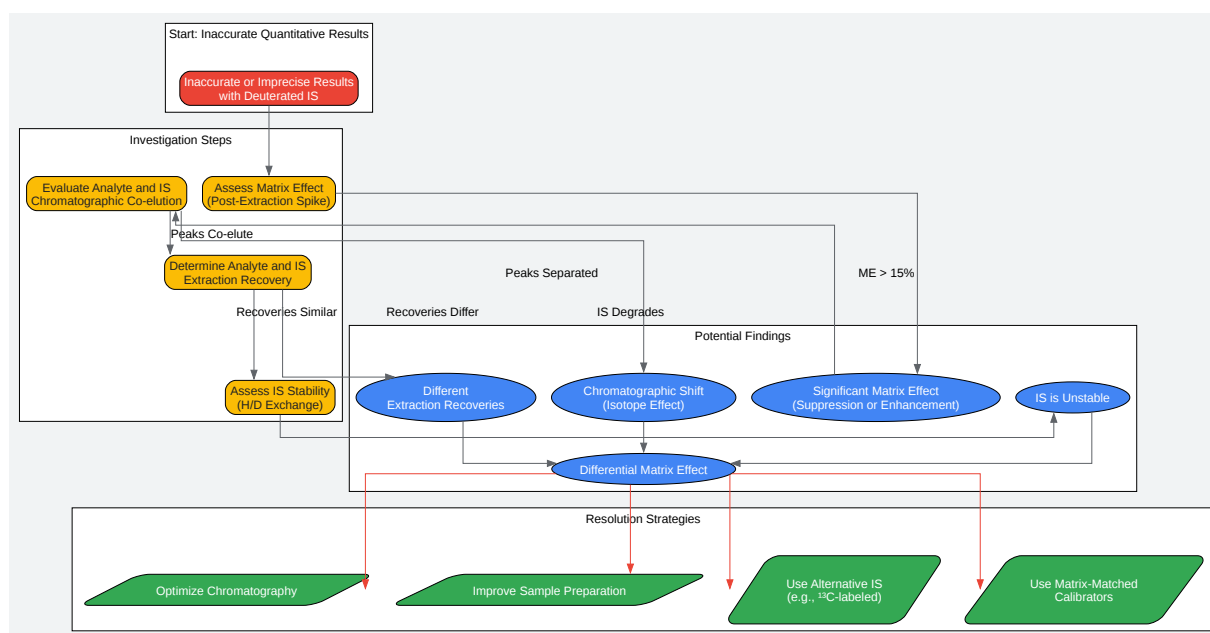 Start: Inaccurate Quantitative Results
Inaccurate or Imprecise Results
with Deuterated IS
Investigation Steps
Evaluate Analyte and IS
Chromatographic Co-elution
Assess Matrix Effect
(Post-Extraction Spike)
Peaks Co-elute
Determine Analyte and IS
Extraction Recovery
Peaks Separated
ME > 15%
Recoveries Similar
Recoveries Differ
IS Degrades
Potential Findings
Assess IS Stability
(H/D Exchange)
Different
Extraction Recoveries
Chromatographic Shift
(Isotope Effect)
Significant Matrix Effect
(Suppression or Enhancement)
IS is Unstable
Differential Matrix Effect
Resolution Strategies
Optimize Chromatography
Improve Sample Preparation
Use Alternative IS
(e.g., ¹³C-labeled)
Use Matrix-Matched
Calibrators